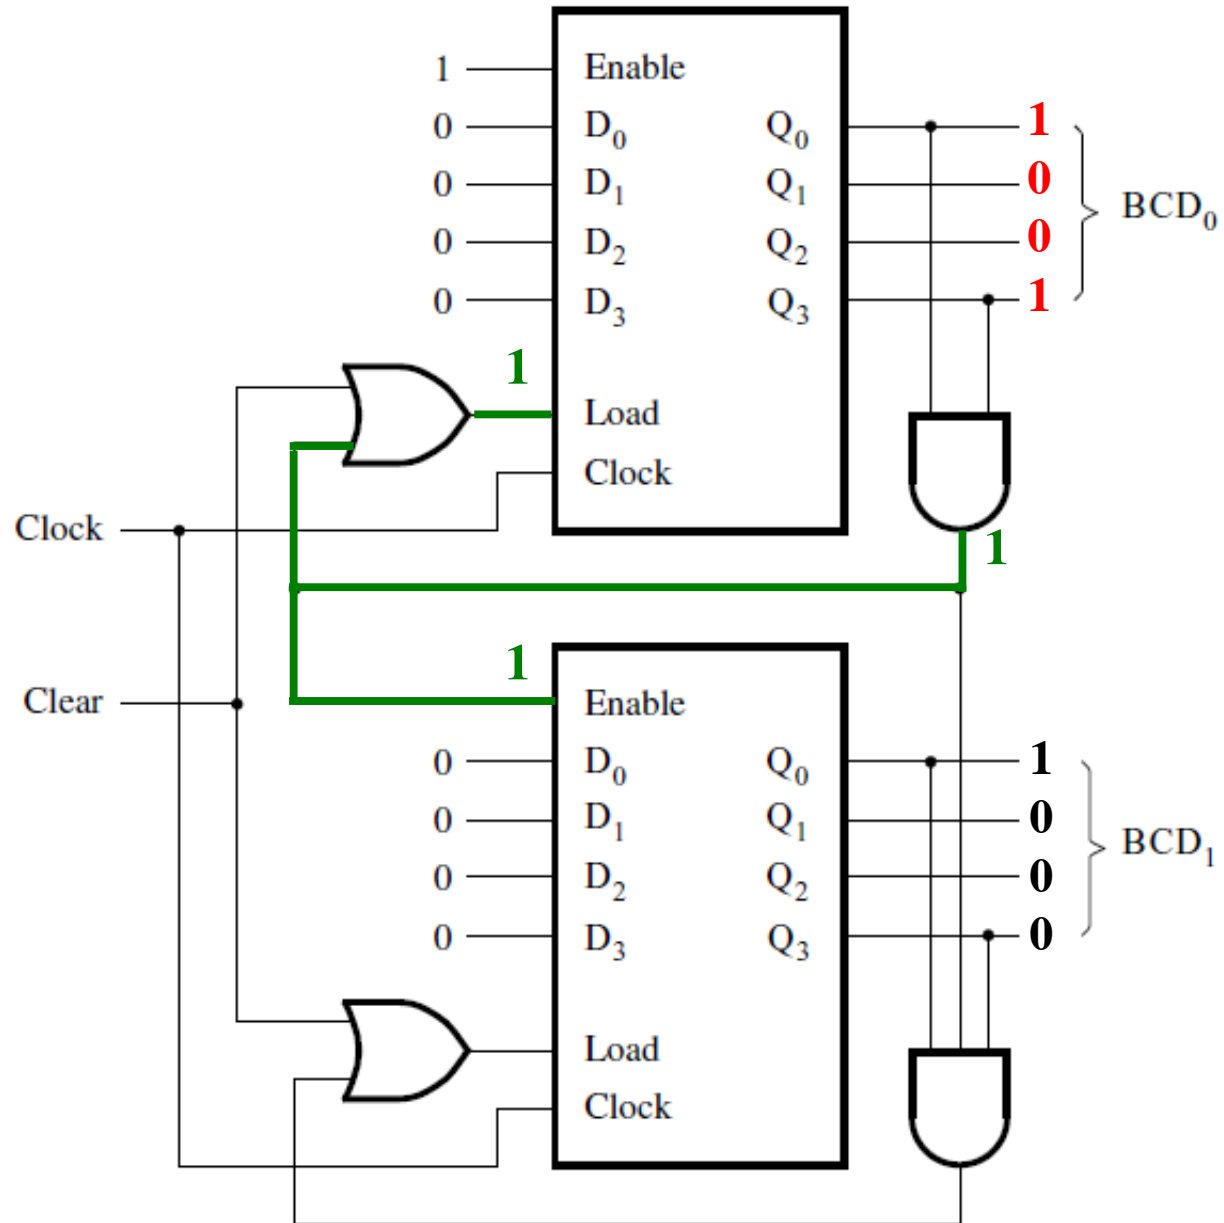 1 Enable
0 D0 Q0 1
0 D1 Q1 0
0 D2 Q2 0
0 D3 Q3 1
BCD0
1 Load
Clock
Clock
1
1
Clear
Enable
0 D0 Q0 1
0 D1 Q1 0
0 D2 Q2 0
0 D3 Q3 0
BCD1
Load
Clock